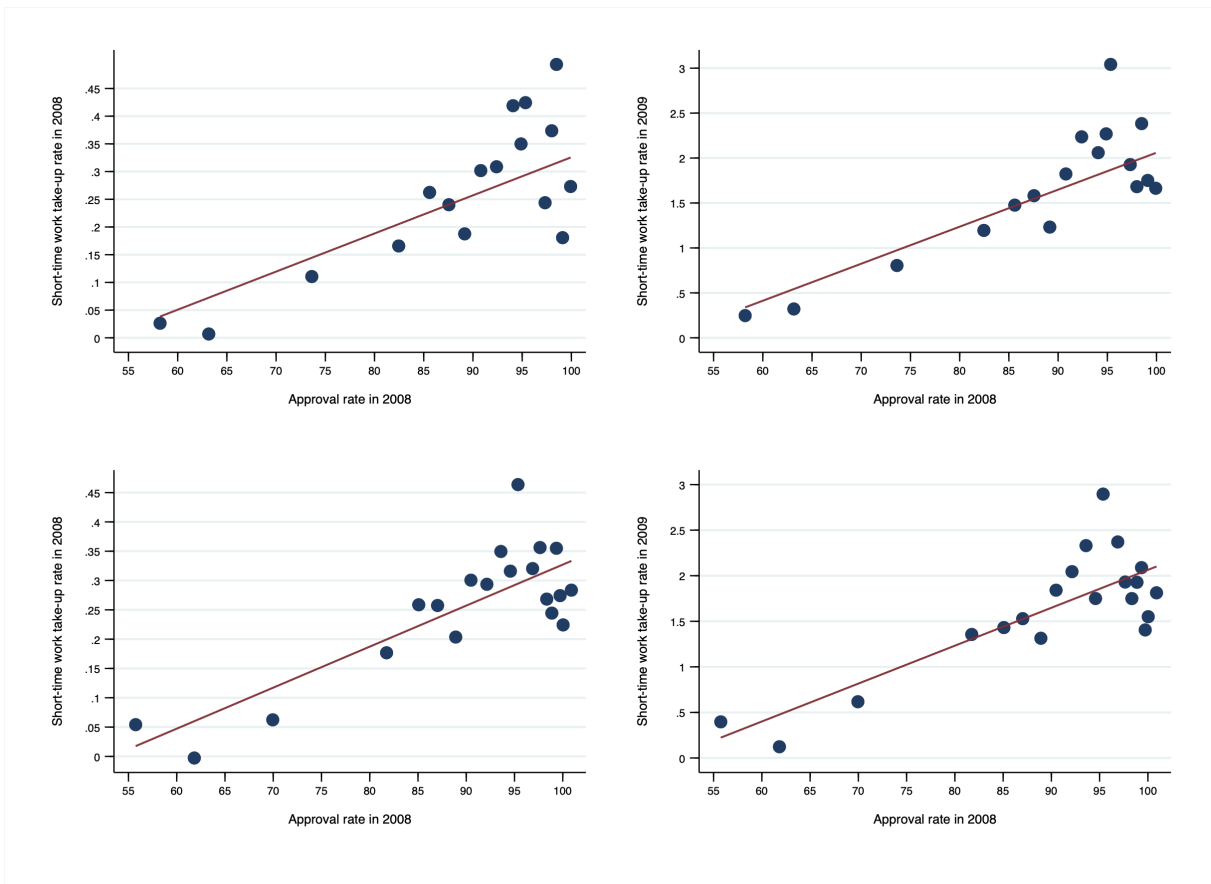 Short-time work take-up rate in 2008
.45
.4
.35
.3
.25
.2
.15
.1
.05
0
55 60 65 70 75 80 85 90 95 100
Approval rate in 2008
Short-time work take-up rate in 2009
3
2.5
2
1.5
1
.5
0
55 60 65 70 75 80 85 90 95 100
Approval rate in 2008
Short-time work take-up rate in 2008
.45
.4
.35
.3
.25
.2
.15
.1
.05
0
55 60 65 70 75 80 85 90 95 100
Approval rate in 2008
Short-time work take-up rate in 2009
3
2.5
2
1.5
1
.5
0
55 60 65 70 75 80 85 90 95 100
Approval rate in 2008